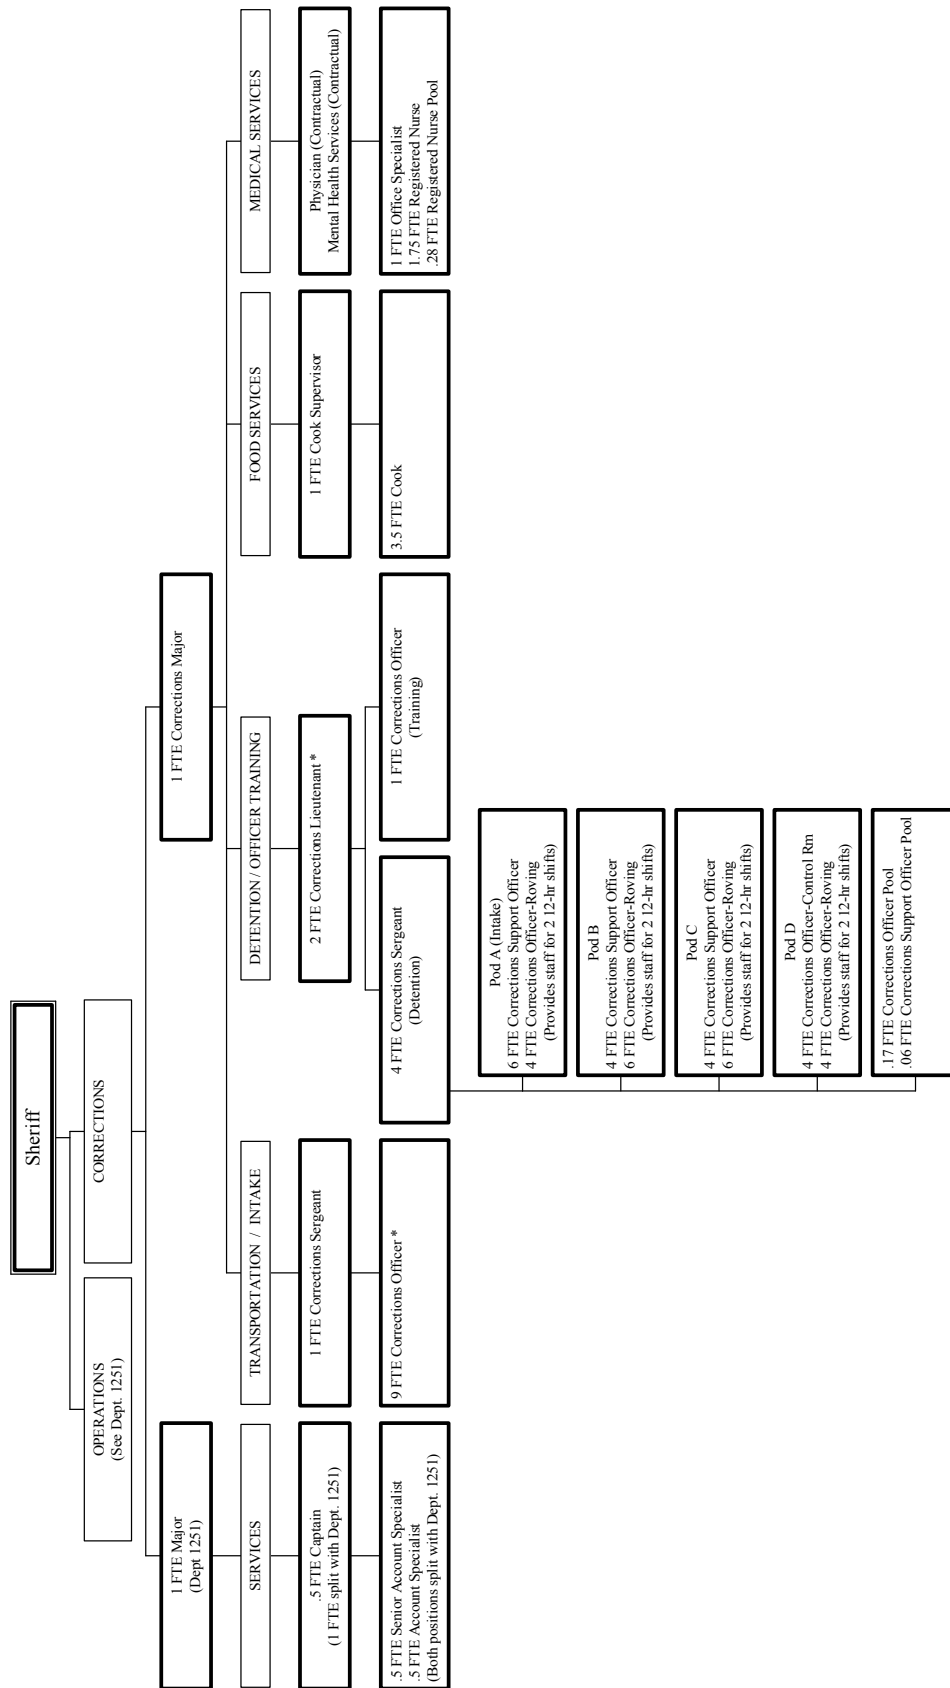 Sheriff
OPERATIONS
(See Dept. 1251)
CORRECTIONS
1 FTE Major
(Dept 1251)
1 FTE Corrections Major
SERVICES
TRANSPORTATION / INTAKE
DETENTION / OFFICER TRAINING
FOOD SERVICES
MEDICAL SERVICES
.5 FTE Captain
(1 FTE split with Dept. 1251)
1 FTE Corrections Sergeant
2 FTE Corrections Lieutenant *
1 FTE Cook Supervisor
Physician (Contractual)
Mental Health Services (Contractual)
.5 FTE Senior Account Specialist
.5 FTE Account Specialist
(Both positions split with Dept. 1251)
9 FTE Corrections Officer *
4 FTE Corrections Sergeant
(Detention)
1 FTE Corrections Officer
(Training)
3.5 FTE Cook
1 FTE Office Specialist
1.75 FTE Registered Nurse
.28 FTE Registered Nurse Pool
Pod A (Intake)
6 FTE Corrections Support Officer
4 FTE Corrections Officer-Roving
(Provides staff for 2 12-hr shifts)
Pod B
4 FTE Corrections Support Officer
6 FTE Corrections Officer-Roving
(Provides staff for 2 12-hr shifts)
Pod C
4 FTE Corrections Support Officer
6 FTE Corrections Officer-Roving
(Provides staff for 2 12-hr shifts)
Pod D
4 FTE Corrections Officer-Control Rm
4 FTE Corrections Officer-Roving
(Provides staff for 2 12-hr shifts)
.17 FTE Corrections Officer Pool
.06 FTE Corrections Support Officer Pool